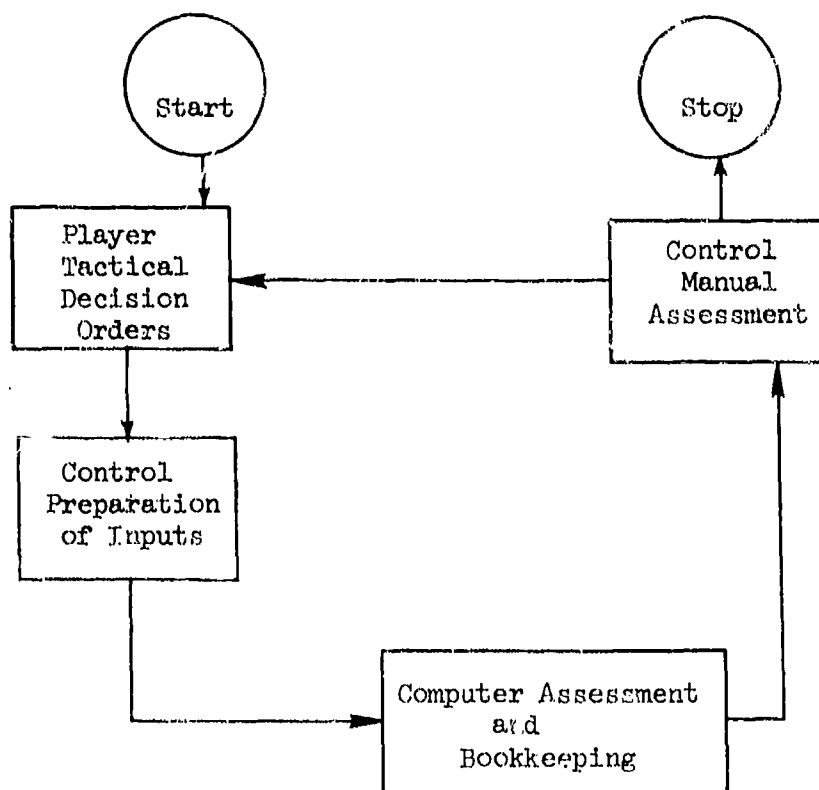 Start
Stop
Player
Tactical
Decision
Orders
Control
Manual
Assessment
Control
Preparation
of Inputs
Computer Assessment
and
Bookkeeping